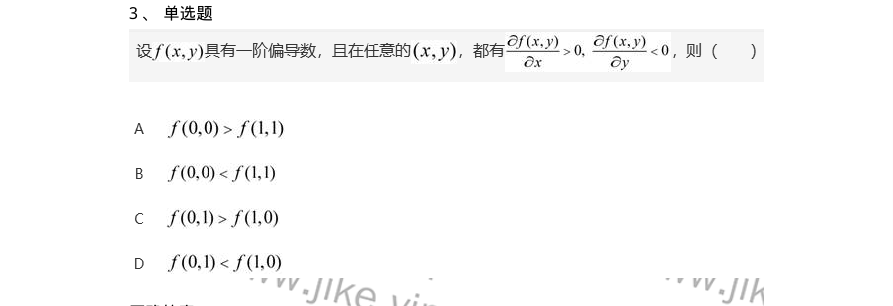 3、 单选题
设f(x,y)具有一阶偏导数，且在任意的(x,y)，都有∂f(x,y)/∂x>0, ∂f(x,y)/∂y<0，则（　　）
A f(0,0)>f(1,1)
B f(0,0)<f(1,1)
C f(0,1)>f(1,0)
D f(0,1)<f(1,0)